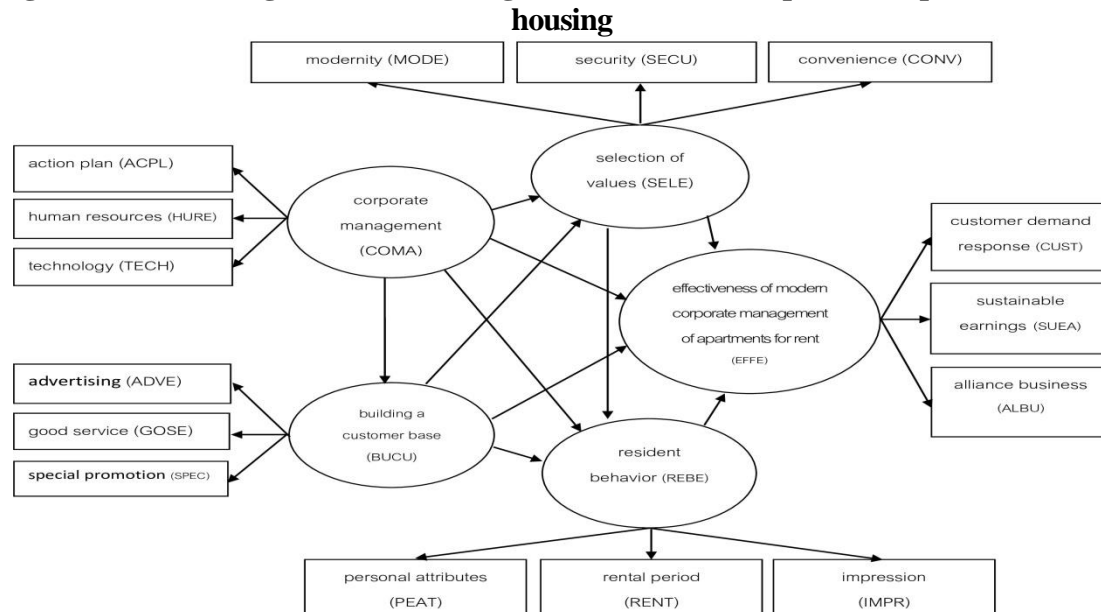 housing
modernity (MODE)
security (SECU)
convenience (CONV)
selection of
values (SELE)
action plan (ACPL)
human resources (HURE)
technology (TECH)
corporate
management
(COMA)
customer demand
response (CUST)
effectiveness of modern
corporate management
of apartments for rent
(EFFE)
sustainable
earnings (SUEA)
alliance business
(ALBU)
advertising (ADVE)
good service (GOSE)
special promotion (SPEC)
building a
customer base
(BUCU)
resident
behavior (REBE)
personal attributes
(PEAT)
rental period
(RENT)
impression
(IMPR)